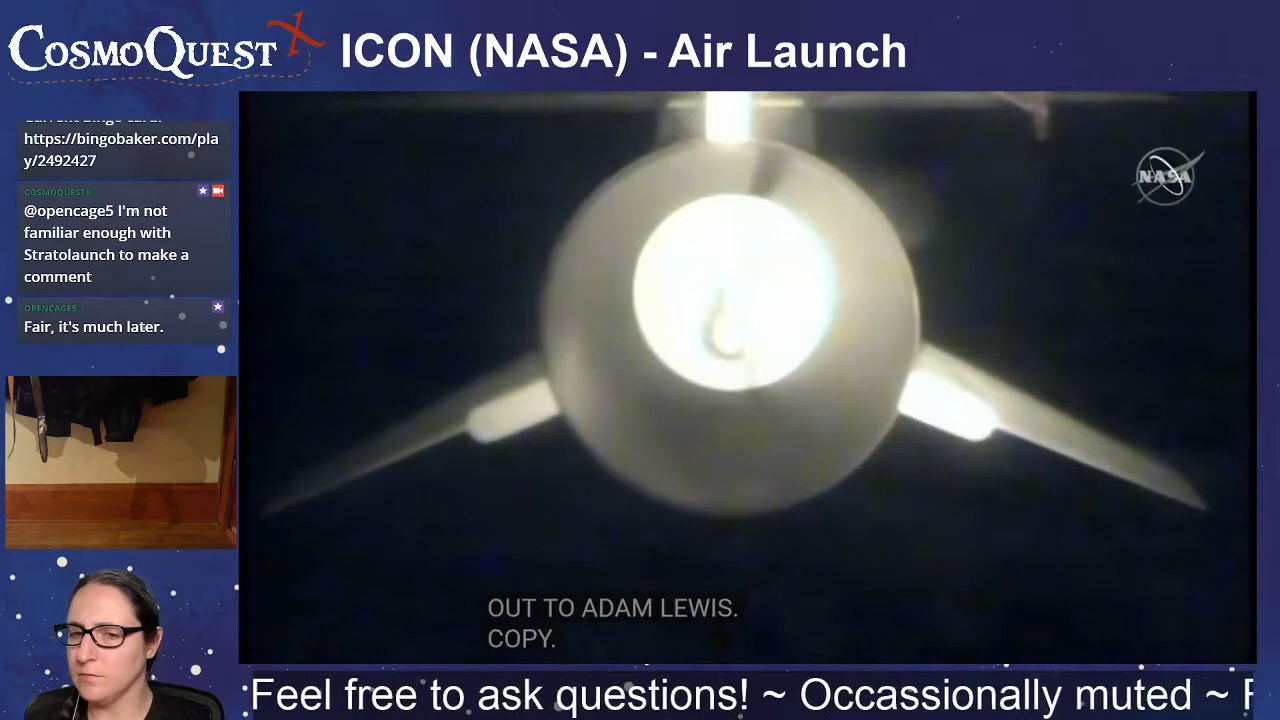 COSMOQUEST X
ICON (NASA) - Air Launch
https://bingobaker.com/pla
y/2492427
COSMOQUESTX
@opencage5 I'm not
familiar enough with
Stratolaunch to make a
comment
OPENCAGE5
Fair, it's much later.
NASA
OUT TO ADAM LEWIS.
COPY.
Feel free to ask questions! ~ Occassionally muted ~ F